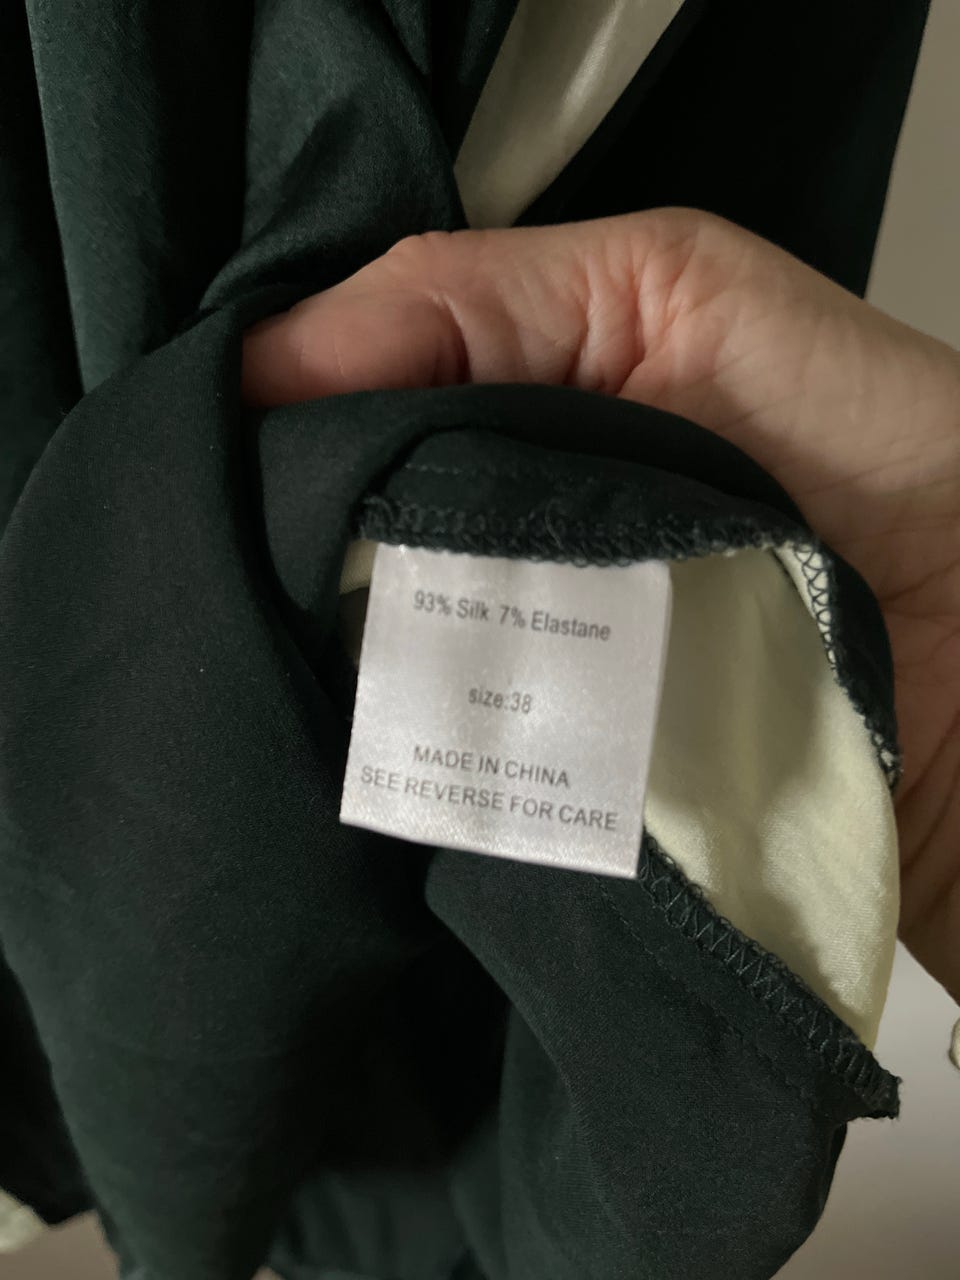 93% Silk 7% Elastane
size:38
MADE IN CHINA
SEE REVERSE FOR CARE